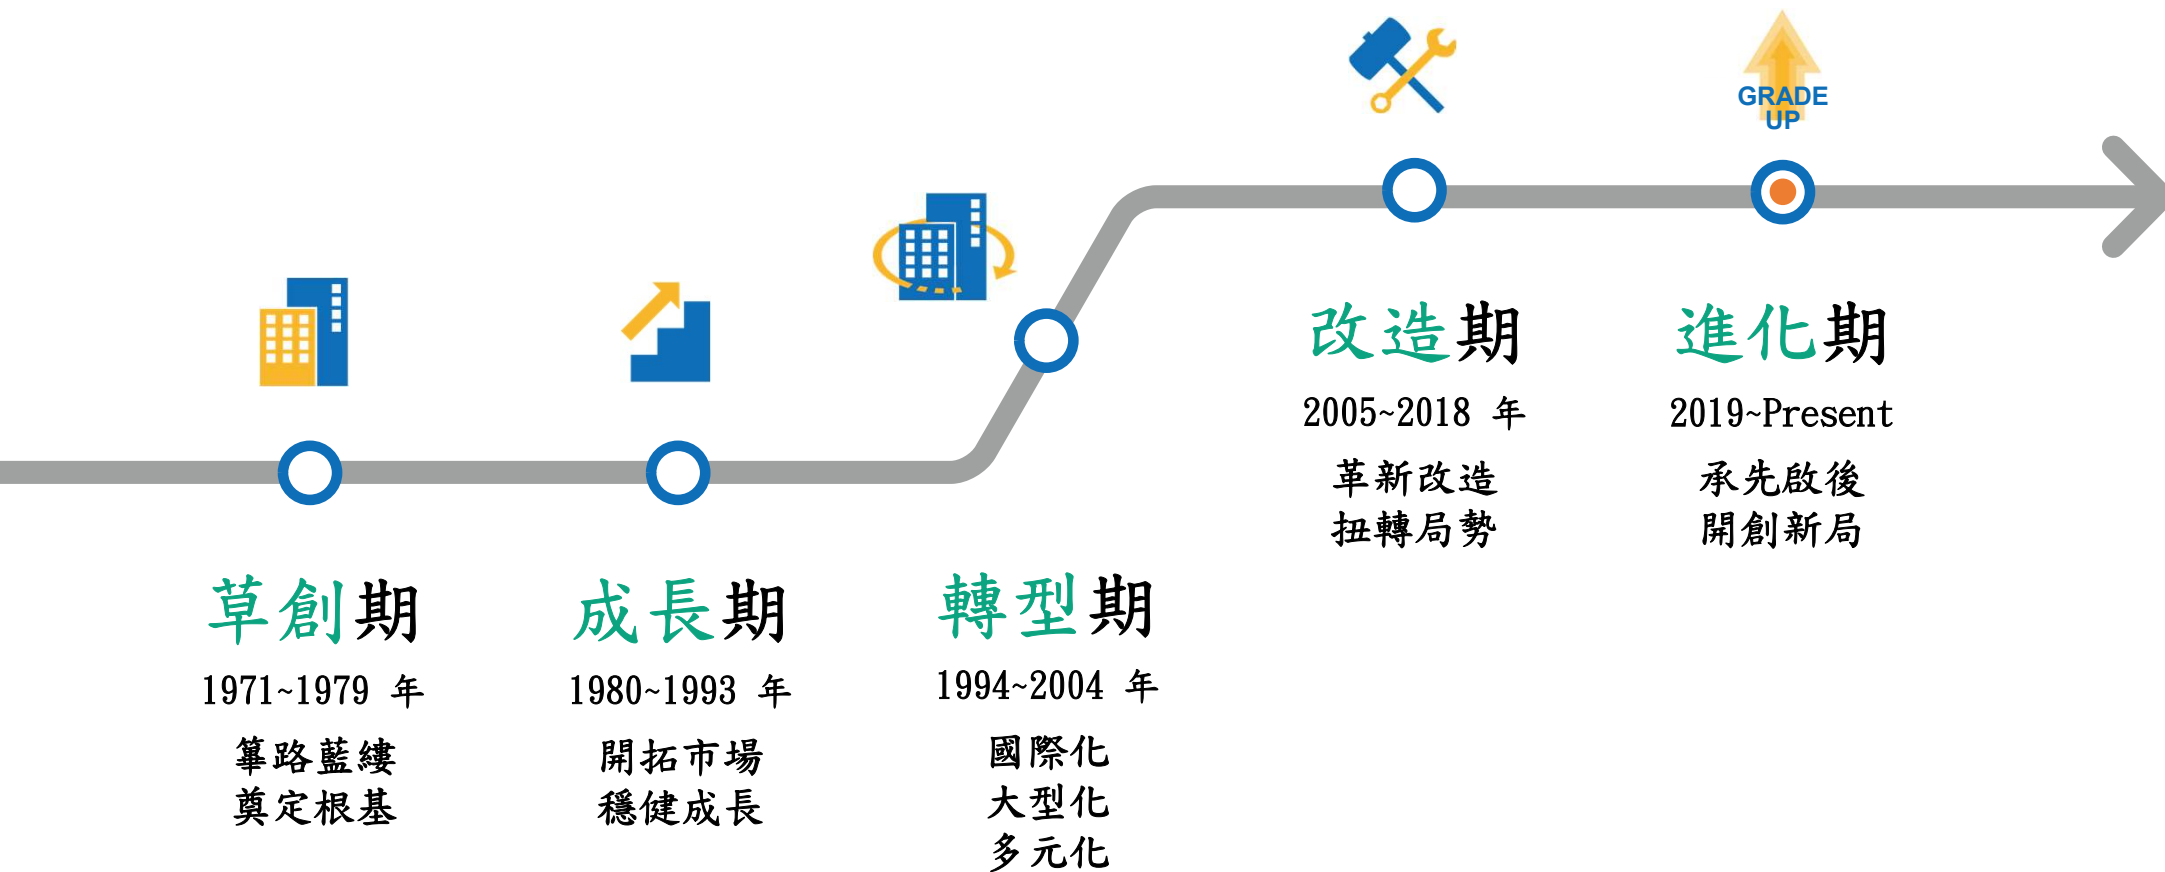 草創期
1971~1979 年
篳路藍縷
奠定根基
成長期
1980~1993 年
開拓市場
穩健成長
轉型期
1994~2004 年
國際化
大型化
多元化
改造期
2005~2018 年
革新改造
扭轉局勢
GRADE
UP
進化期
2019~Present
承先啟後
開創新局